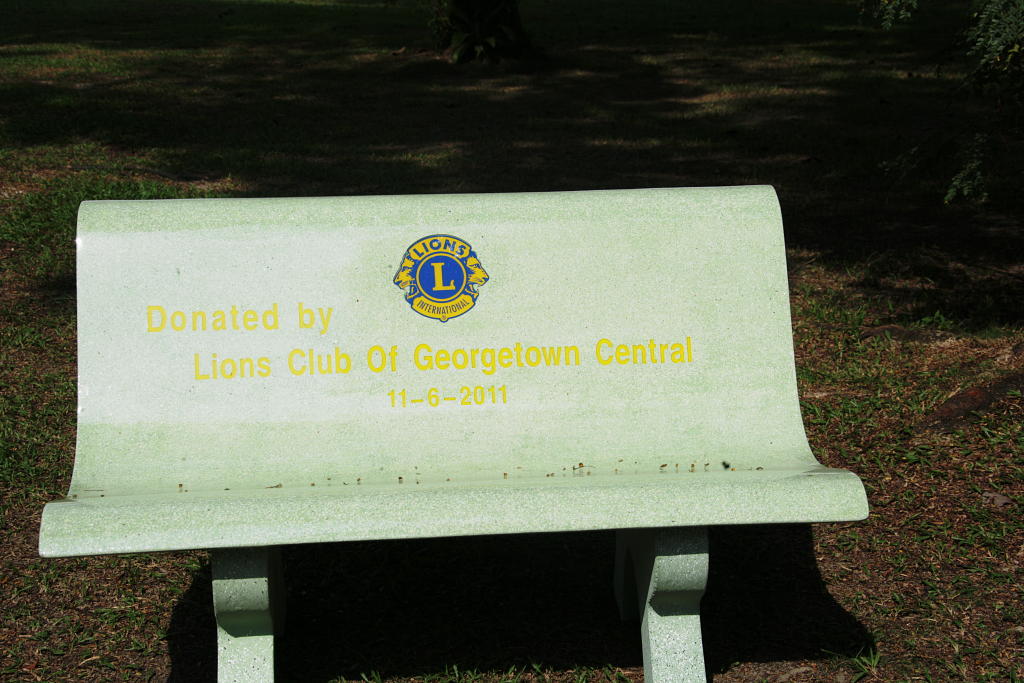 LIONS
L
INTERNATIONAL
®
Donated by
Lions Club Of Georgetown Central
11-6-2011